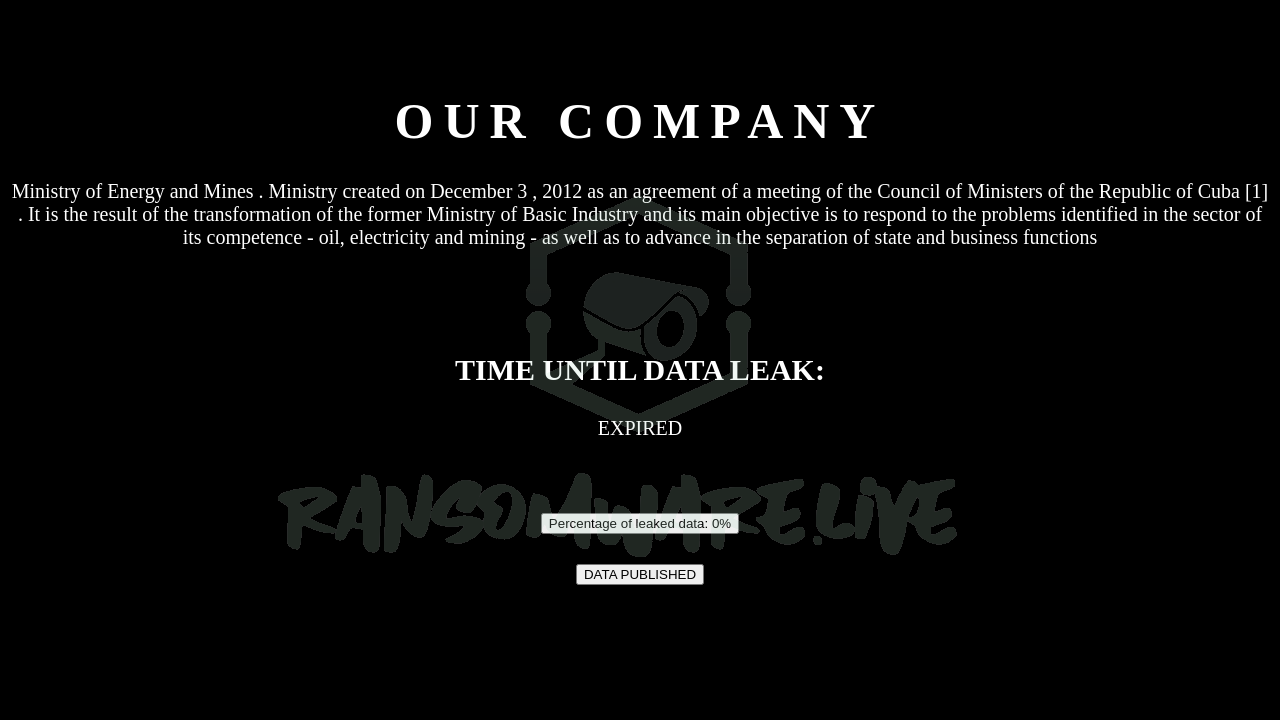 OUR COMPANY
Ministry of Energy and Mines . Ministry created on December 3 , 2012 as an agreement of a meeting of the Council of Ministers of the Republic of Cuba [1]
. It is the result of the transformation of the former Ministry of Basic Industry and its main objective is to respond to the problems identified in the sector of
its competence - oil, electricity and mining - as well as to advance in the separation of state and business functions
TIME UNTIL DATA LEAK:
EXPIRED
RANSOMWARE.LIVE
Percentage of leaked data: 0%
DATA PUBLISHED